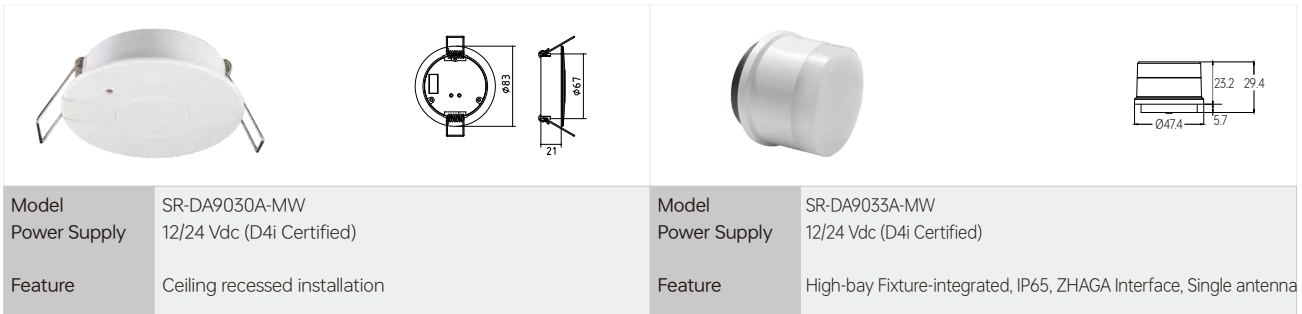 Φ83
Φ67
21
23.2 29.4
5.7
Ø47.4
Model SR-DA9030A-MW
Power Supply 12/24 Vdc (D4i Certified)
Feature Ceiling recessed installation
Model SR-DA9033A-MW
Power Supply 12/24 Vdc (D4i Certified)
Feature High-bay Fixture-integrated, IP65, ZHAGA Interface, Single antenna